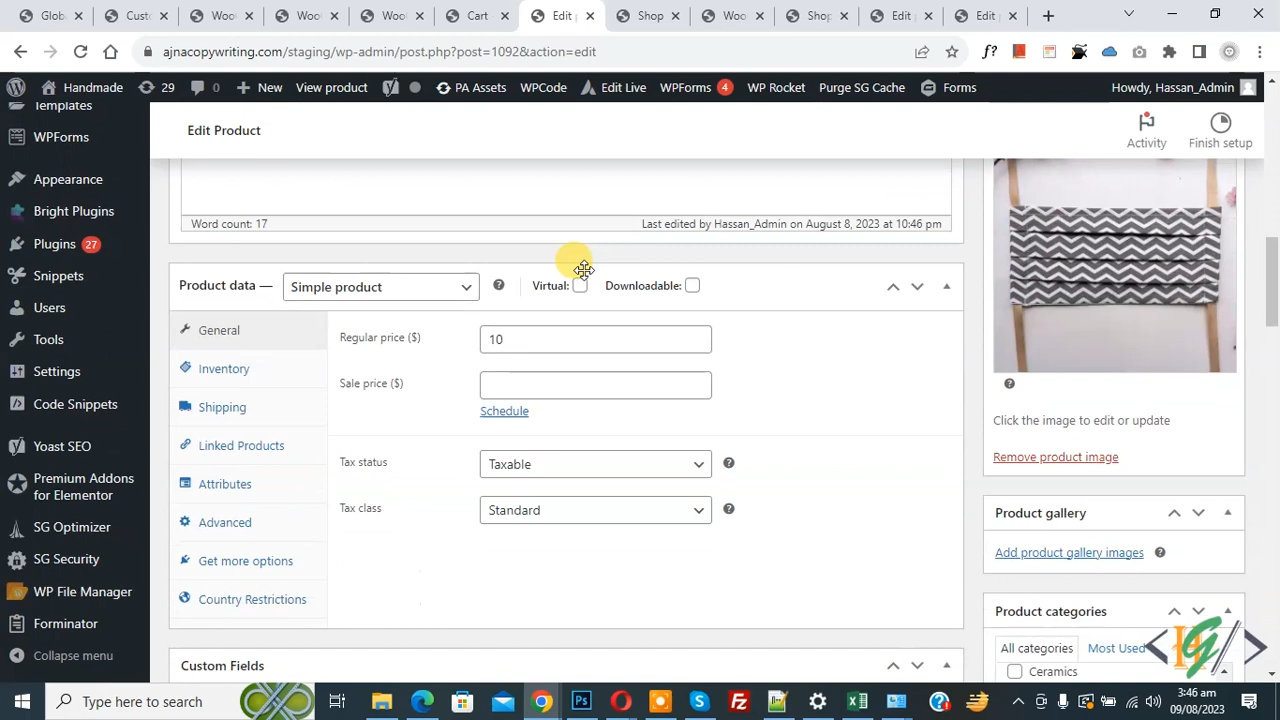 Glob
Custo
Woo
Woo
Woo
Cart
Edit p
Shop
Woo
Shop
Edit p
Edit p
ajnacopywriting.com/staging/wp-admin/post.php?post=1092&action=edit
f?
Handmade
29
0
New
View product
PA Assets
WPCode
Edit Live
WPForms 4
WP Rocket
Purge SG Cache
Forms
Howdy, Hassan_Admin
Templates
WPForms
Appearance
Bright Plugins
Plugins 27
Snippets
Users
Tools
Settings
Code Snippets
Yoast SEO
Premium Addons
for Elementor
SG Optimizer
SG Security
WP File Manager
Forminator
Collapse menu
Edit Product
Activity
Finish setup
Word count: 17
Last edited by Hassan_Admin on August 8, 2023 at 10:46 pm
Product data —
Simple product
Virtual:
Downloadable:
General
Inventory
Shipping
Linked Products
Attributes
Advanced
Get more options
Country Restrictions
Regular price ($)
10
Sale price ($)
Schedule
Tax status
Taxable
Tax class
Standard
Custom Fields
Click the image to edit or update
Remove product image
Product gallery
Add product gallery images
Product categories
All categories
Most Used
Ceramics
HG
Type here to search
3:46 am
09/08/2023